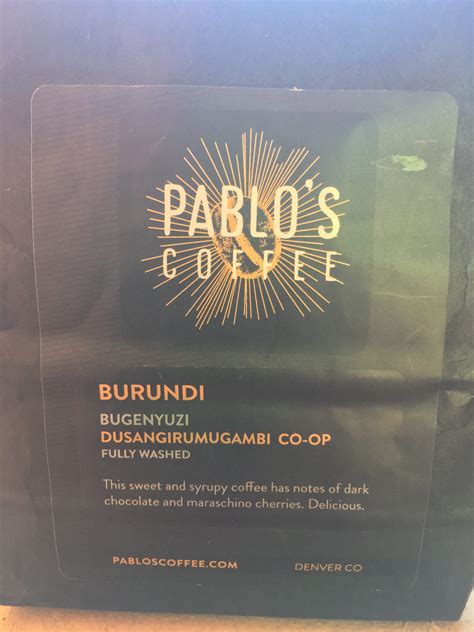 PABLO'S
COFFEE
BURUNDI
BUGENYUZI
DUSANGIRUMUGAMBI CO-OP
FULLY WASHED
This sweet and syrupy coffee has notes of dark
chocolate and maraschino cherries. Delicious.
PABLOSCOFFEE.COM DENVER CO